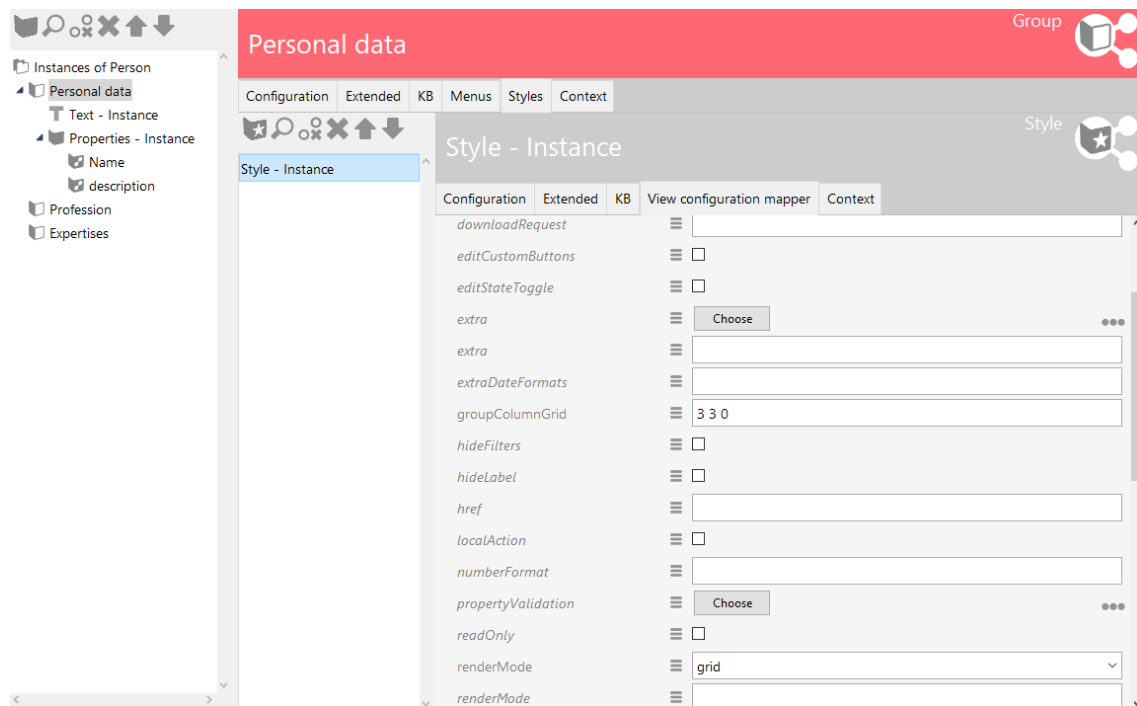 Instances of Person
Personal data
Text - Instance
Properties - Instance
Name
description
Profession
Expertises
Personal data
Group
Configuration Extended KB Menus Styles Context
Style - Instance
Style - Instance
Style
Configuration Extended KB View configuration mapper Context
downloadRequest
editCustomButtons
editStateToggle
extra Choose
extra
extraDateFormats
groupColumnGrid 3 3 0
hideFilters
hideLabel
href
localAction
numberFormat
propertyValidation Choose
readOnly
renderMode grid
renderMode